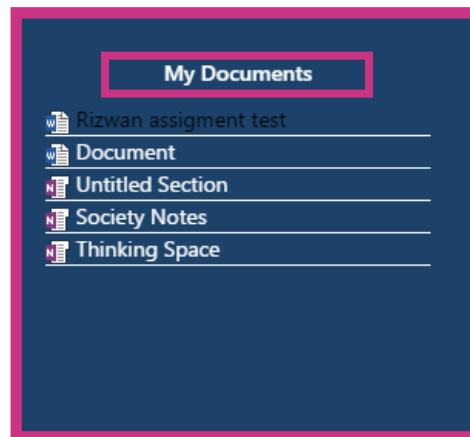 My Documents
Rizwan assigment test
Document
Untitled Section
Society Notes
Thinking Space